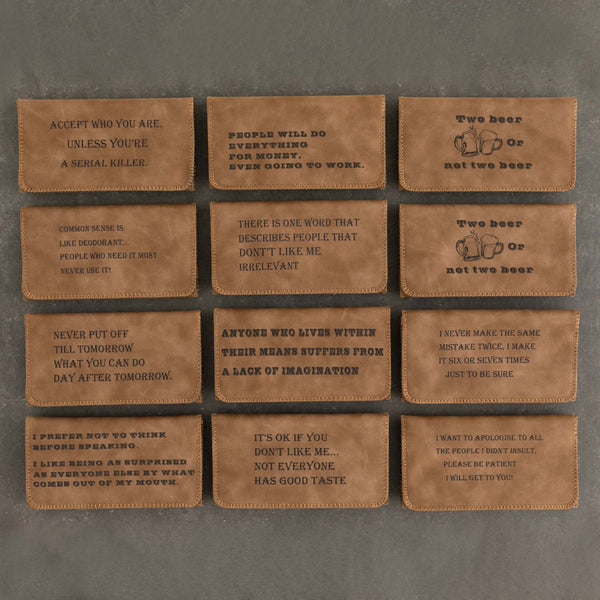 ACCEPT WHO YOU ARE.
UNLESS YOU'RE
A SERIAL KILLER.
PEOPLE WILL DO
EVERYTHING
FOR MONEY,
EVEN GOING TO WORK.
Two beer
Or
not two beer
COMMON SENSE IS
LIKE DEODORANT...
PEOPLE WHO NEED IT MOST
NEVER USE IT!
THERE IS ONE WORD THAT
DESCRIBES PEOPLE THAT
DON'T LIKE ME
IRRELEVANT
Two beer
Or
not two beer
NEVER PUT OFF
TILL TOMORROW
WHAT YOU CAN DO
DAY AFTER TOMORROW.
ANYONE WHO LIVES WITHIN
THEIR MEANS SUFFERS FROM
A LACK OF IMAGINATION
I NEVER MAKE THE SAME
MISTAKE TWICE, I MAKE
IT SIX OR SEVEN TIMES
JUST TO BE SURE
I PREFER NOT TO THINK
BEFORE SPEAKING.
I LIKE BEING AS SURPRISED
AS EVERYONE ELSE BY WHAT
COMES OUT OF MY MOUTH.
IT'S OK IF YOU
DON'T LIKE ME...
NOT EVERYONE
HAS GOOD TASTE
I WANT TO APOLOGISE TO ALL
THE PEOPLE I DIDN'T INSULT,
PLEASE BE PATIENT
I WILL GET TO YOU!